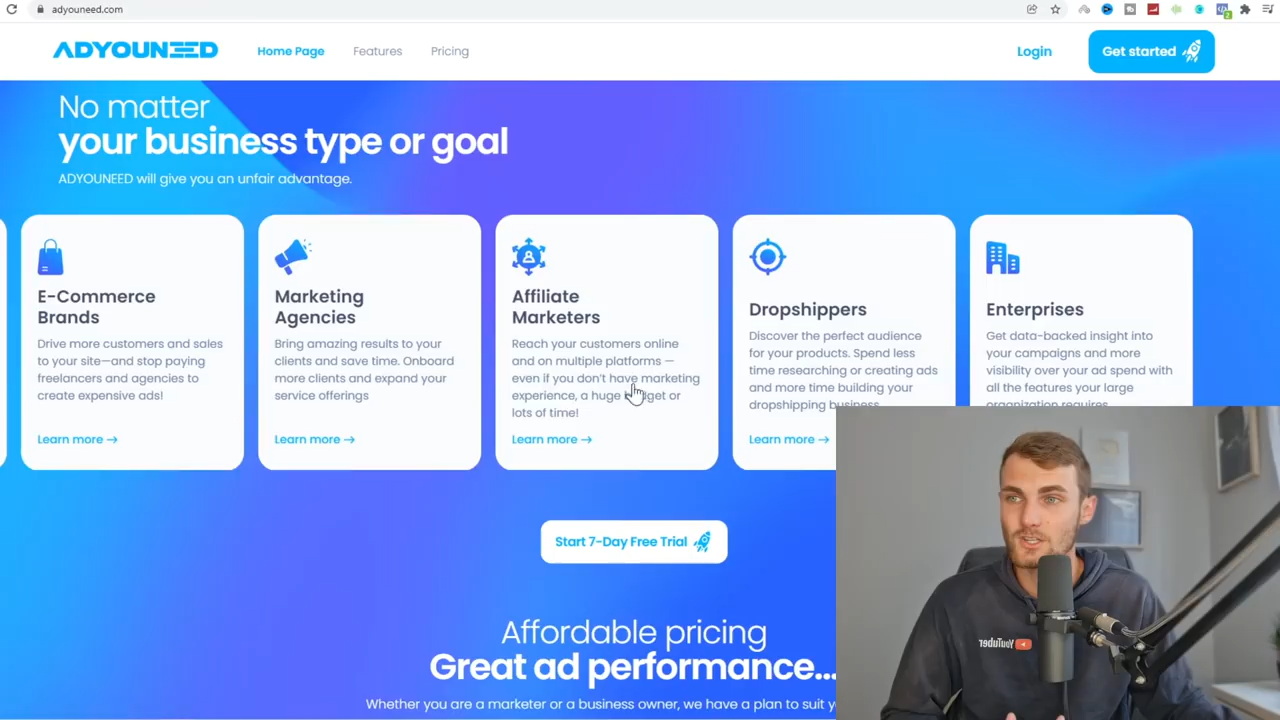 adyouneed.com
2
ADYOUNEED
Home Page
Features
Pricing
Login
Get started
No matter
your business type or goal
ADYOUNEED will give you an unfair advantage.
E-Commerce
Brands
Drive more customers and sales
to your site—and stop paying
freelancers and agencies to
create expensive ads!
Learn more →
Marketing
Agencies
Bring amazing results to your
clients and save time. Onboard
more clients and expand your
service offerings
Learn more →
Affiliate
Marketers
Reach your customers online
and on multiple platforms —
even if you don't have marketing
experience, a huge budget or
lots of time!
Learn more →
Dropshippers
Discover the perfect audience
for your products. Spend less
time researching or creating ads
and more time building your
dropshipping business.
Learn more →
Enterprises
Get data-backed insight into
your campaigns and more
visibility over your ad spend with
all the features your large
organization requires
Start 7-Day Free Trial
Affordable pricing
Great ad performance...
Whether you are a marketer or a business owner, we have a plan to suit
YouTuber